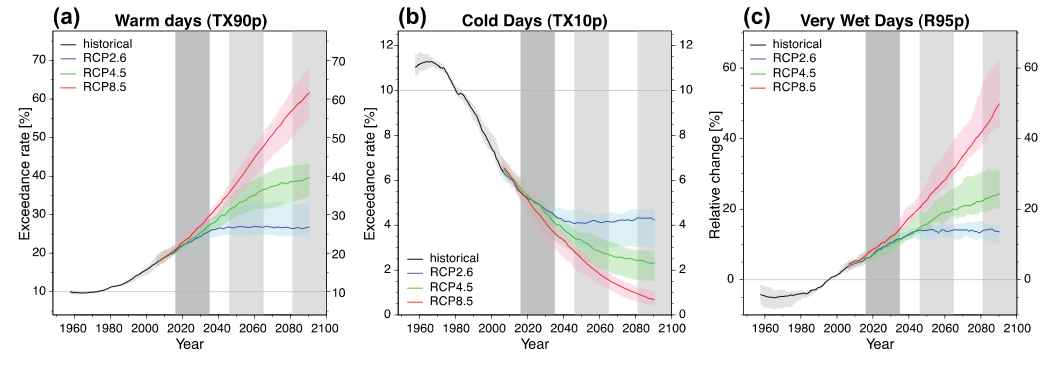 (a) Warm days (TX90p)
historical
RCP2.6
RCP4.5
RCP8.5
Exeedance rate [%]
10
20
30
40
50
60
70
10
20
30
40
50
60
70
1960 1980 2000 2020 2040 2060 2080 2100
Year
(b) Cold Days (TX10p)
historical
RCP2.6
RCP4.5
RCP8.5
Exeedance rate [%]
0
2
4
6
8
10
12
0
2
4
6
8
10
12
1960 1980 2000 2020 2040 2060 2080 2100
Year
(c) Very Wet Days (R95p)
historical
RCP2.6
RCP4.5
RCP8.5
Relative change [%]
0
20
40
60
0
20
40
60
1960 1980 2000 2020 2040 2060 2080 2100
Year